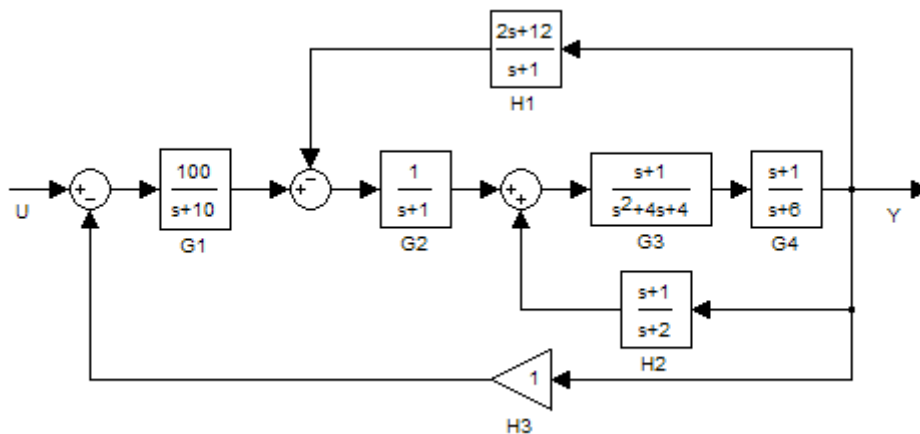 2s+12
s+1
H1
U
+
−
100
s+10
G1
+
−
1
s+1
G2
+
+
s+1
s²+4s+4
G3
s+1
s+6
G4
Y
s+1
s+2
H2
1
H3